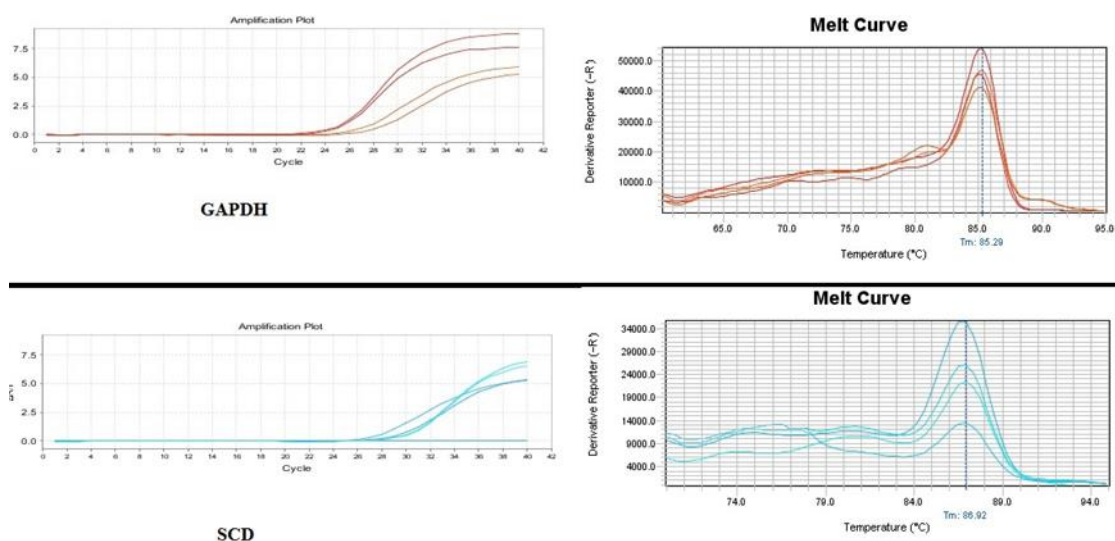 Amplification Plot
7.5
5.0
2.5
0.0
0 2 4 6 8 10 12 14 16 18 20 22 24 26 28 30 32 34 36 38 40 42
Cycle
GAPDH
Melt Curve
Derivative Reporter (-R')
50000.0
40000.0
30000.0
20000.0
10000.0
65.0 70.0 75.0 80.0 85.0 90.0 95.0
Tm: 85.29
Temperature (°C)
Amplification Plot
7.5
5.0
2.5
0.0
0 2 4 6 8 10 12 14 16 18 20 22 24 26 28 30 32 34 36 38 40 42
Cycle
SCD
Melt Curve
Derivative Reporter (-R')
34000.0
29000.0
24000.0
19000.0
14000.0
9000.0
4000.0
74.0 79.0 84.0 89.0 94.0
Tm: 86.92
Temperature (°C)